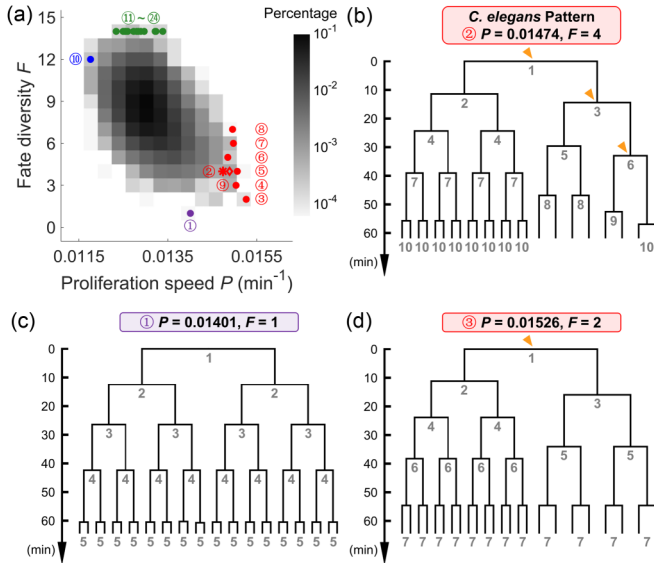 (a)
⑪ ~ ㉔
Percentage
15
12
9
6
3
0
Fate diversity F
⑩
⑧
⑦
⑥
② ⑤
⑨ ④
③
①
10⁻¹
10⁻²
10⁻³
10⁻⁴
0.0115 0.0135 0.0155
Proliferation speed P (min⁻¹)
(b)
C. elegans Pattern
② P = 0.01474, F = 4
0
10
20
30
40
50
60
(min)
1
2 3
4 4 5 6
7 7 7 7 8 8 9
10 10 10 10 10 10 10 10 10
(c)
① P = 0.01401, F = 1
0
10
20
30
40
50
60
(min)
1
2 2
3 3 3 3
4 4 4 4 4 4 4 4
5 5 5 5 5 5 5 5 5 5 5 5 5 5 5 5
(d)
③ P = 0.01526, F = 2
0
10
20
30
40
50
60
(min)
1
2 3
4 4 5 5
6 6 6 6
7 7 7 7 7 7 7 7 7 7 7 7